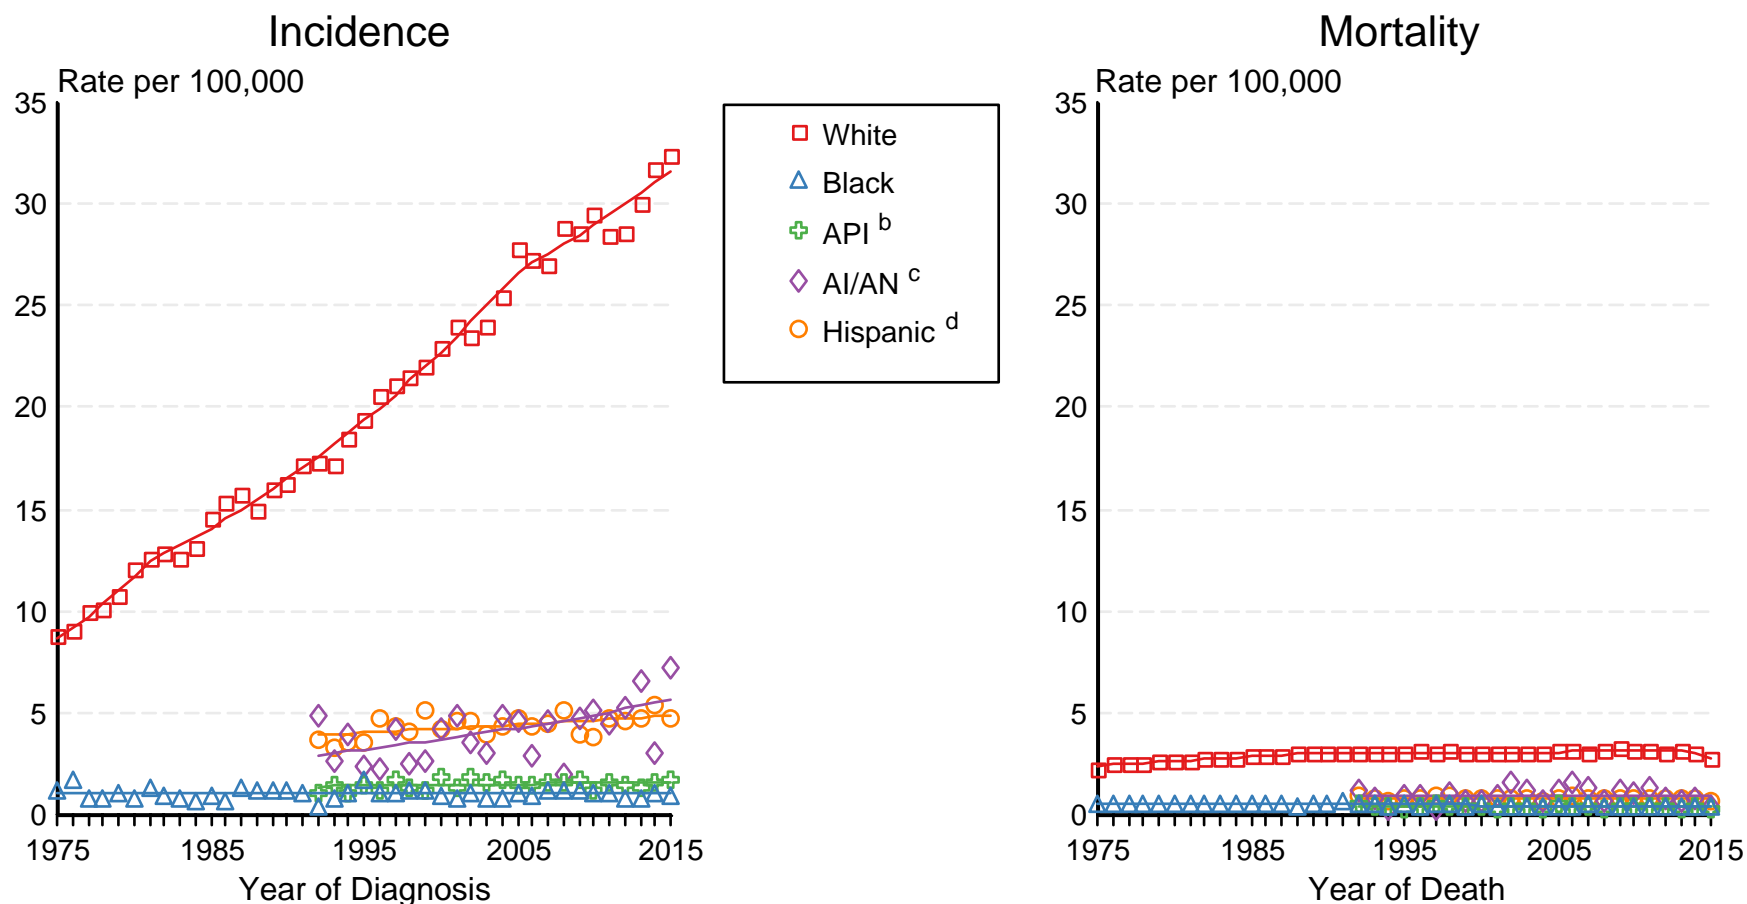 Incidence
Rate per 100,000
35
30
25
20
15
10
5
0
1975 1985 1995 2005 2015
Year of Diagnosis
White
Black
API b
AI/AN c
Hispanic d
Mortality
Rate per 100,000
35
30
25
20
15
10
5
0
1975 1985 1995 2005 2015
Year of Death